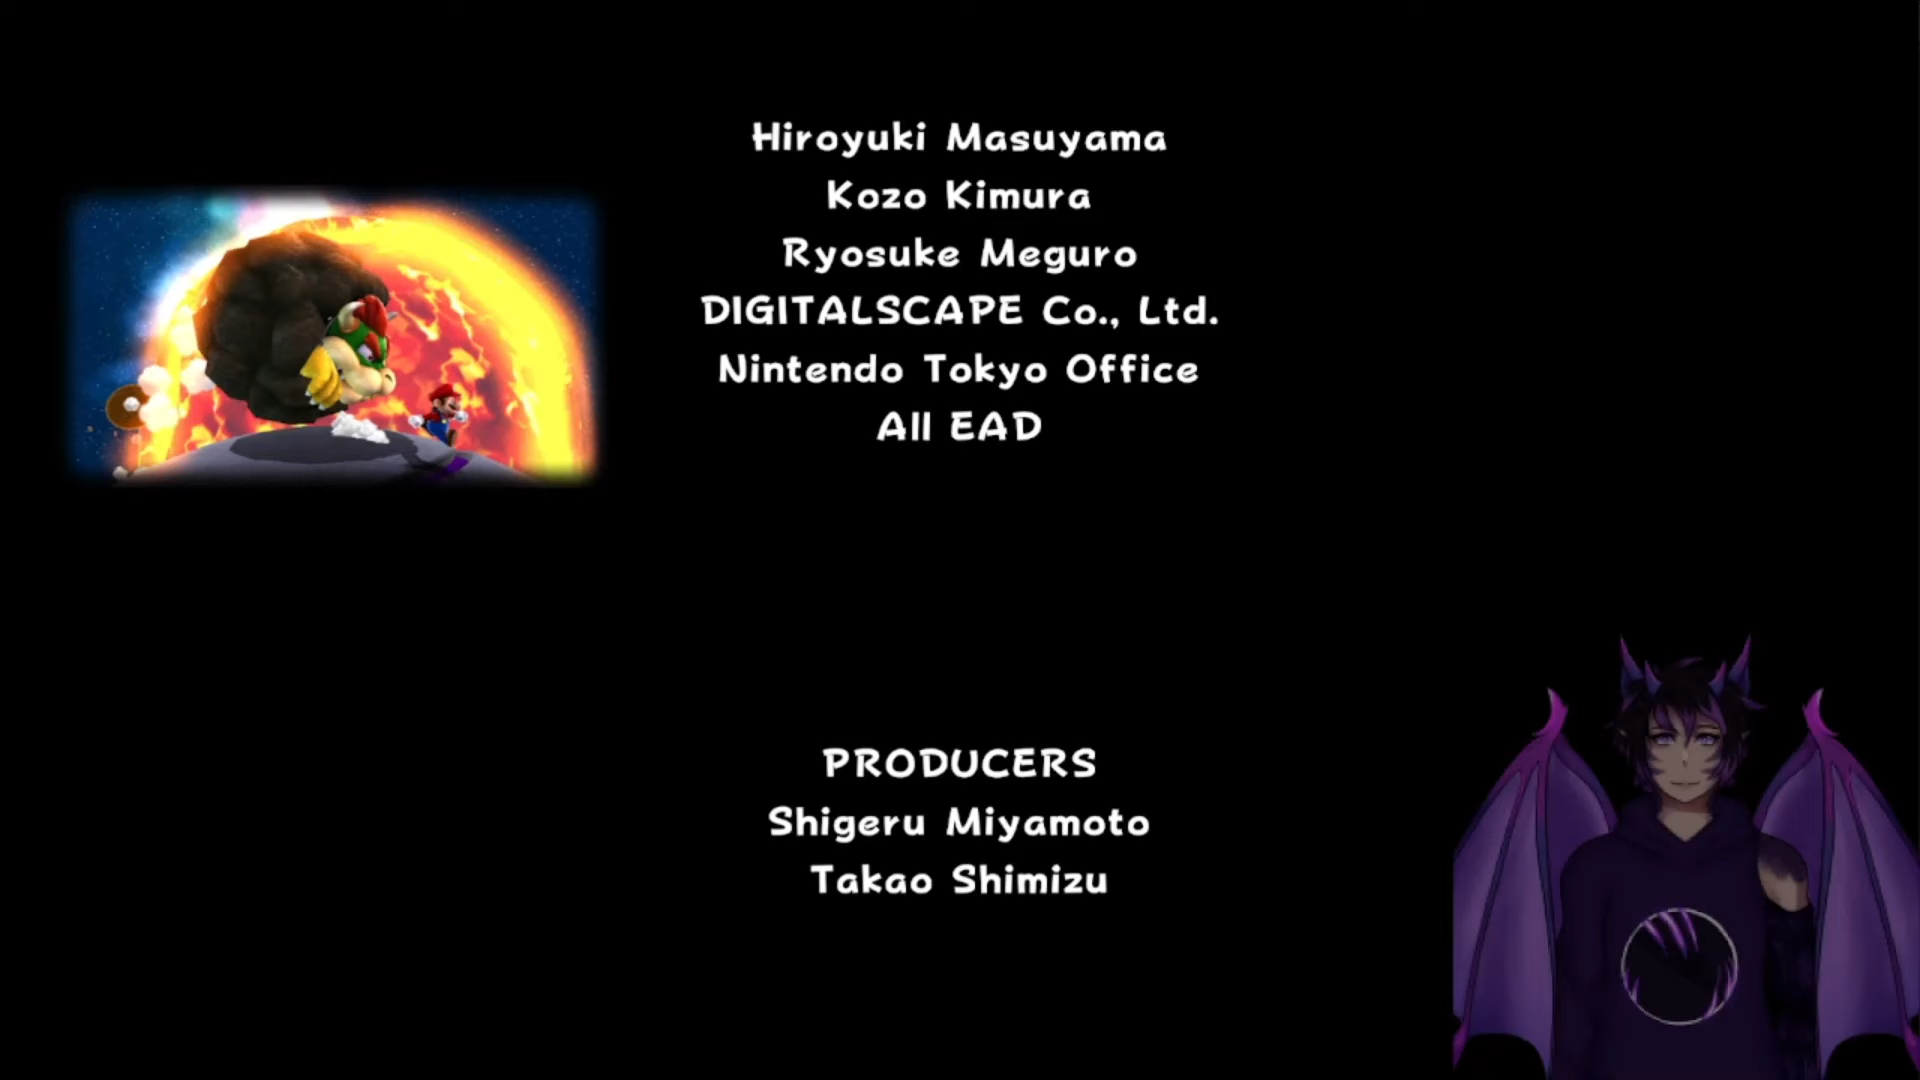 Hiroyuki Masuyama
Kozo Kimura
Ryosuke Meguro
DIGITALSCAPE Co., Ltd.
Nintendo Tokyo Office
All EAD
PRODUCERS
Shigeru Miyamoto
Takao Shimizu